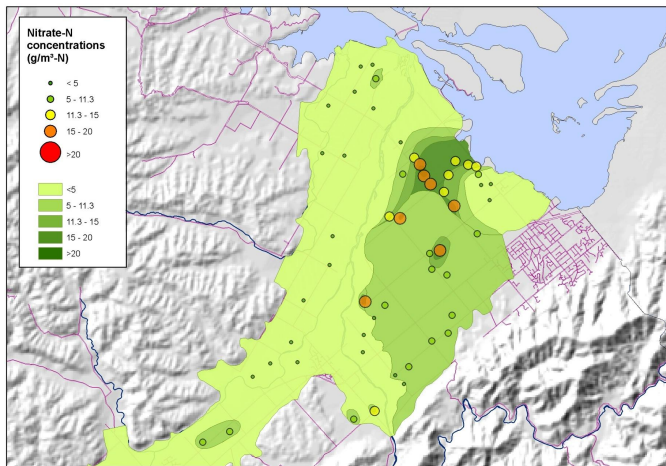 Nitrate-N
concentrations
(g/m³-N)
< 5
5 - 11.3
11.3 - 15
15 - 20
>20
<5
5 - 11.3
11.3 - 15
15 - 20
>20